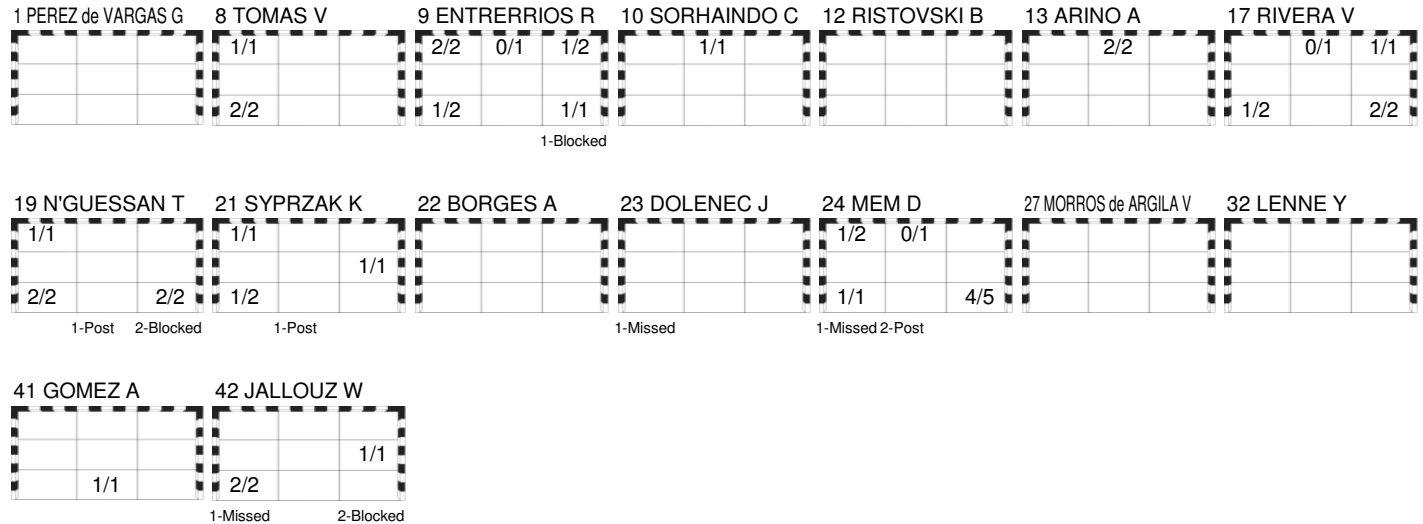 1 PEREZ de VARGAS G 8 TOMAS V 9 ENTRERRIOS R 10 SORHAINDO C 12 RISTOVSKI B 13 ARINO A 17 RIVERA V
1/1 2/2 0/1 1/2 1/1 2/2 0/1 1/1
2/2 1/2 1/1 1/2 2/2
1-Blocked
19 N'GUESSAN T 21 SYPRZAK K 22 BORGES A 23 DOLENEC J 24 MEM D 27 MORROS de ARGILA V 32 LENNE Y
1/1 1/1 1/2 0/1
1/1
2/2 2/2 1/2 1/1 4/5
1-Post 2-Blocked 1-Post 1-Missed 1-Missed 2-Post
41 GOMEZ A 42 JALLOUZ W
1/1
1/1 2/2
1-Missed 2-Blocked